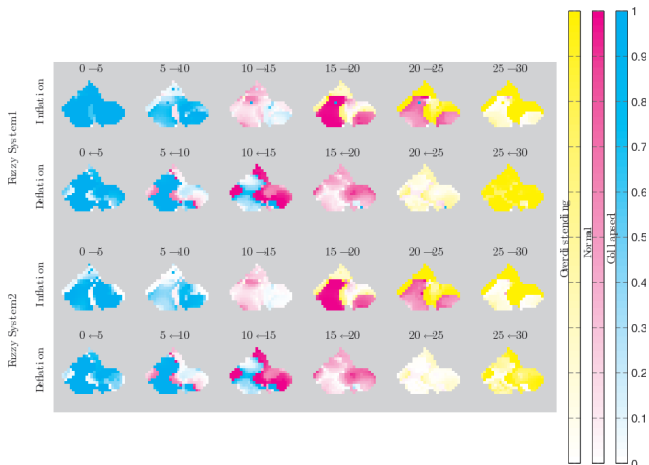 0→5 5→10 10→15 15→20 20→25 25→30
Fuzzy System1
Inflation
0←5 5←10 10←15 15←20 20←25 25←30
Deflation
0→5 5→10 10→15 15→20 20→25 25→30
Fuzzy System2
Inflation
0←5 5←10 10←15 15←20 20←25 25←30
Deflation
Overdistending
Normal
Collapsed
1
0.9
0.8
0.7
0.6
0.5
0.4
0.3
0.2
0.1
0